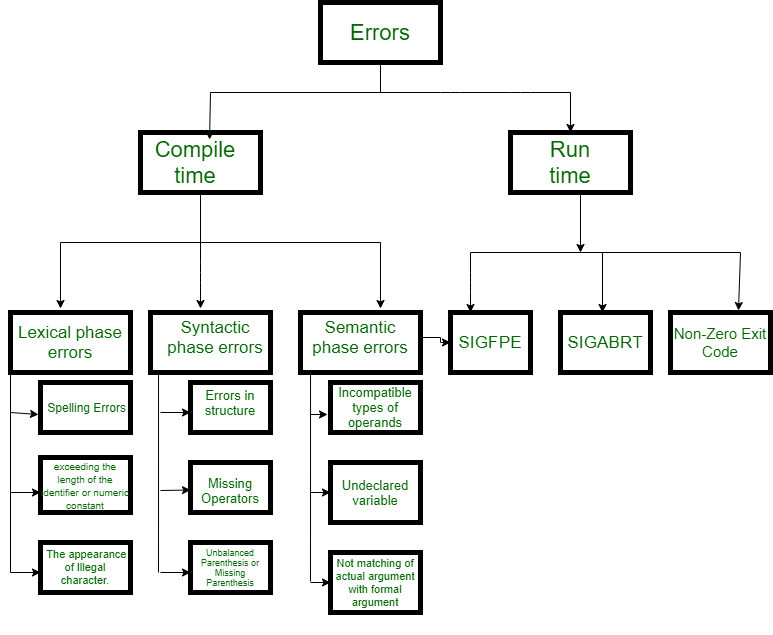 Errors
Compile
time
Run
time
Lexical phase
errors
Syntactic
phase errors
Semantic
phase errors
SIGFPE
SIGABRT
Non-Zero Exit
Code
Spelling Errors
exceeding the
length of the
dentifier or numeric
constant
The appearance
of Illegal
character.
Errors in
structure
Missing
Operators
Unbalanced
Parenthesis or
Missing
Parenthesis
Incompatible
types of
operands
Undeclared
variable
Not matching of
actual argument
with formal
argument